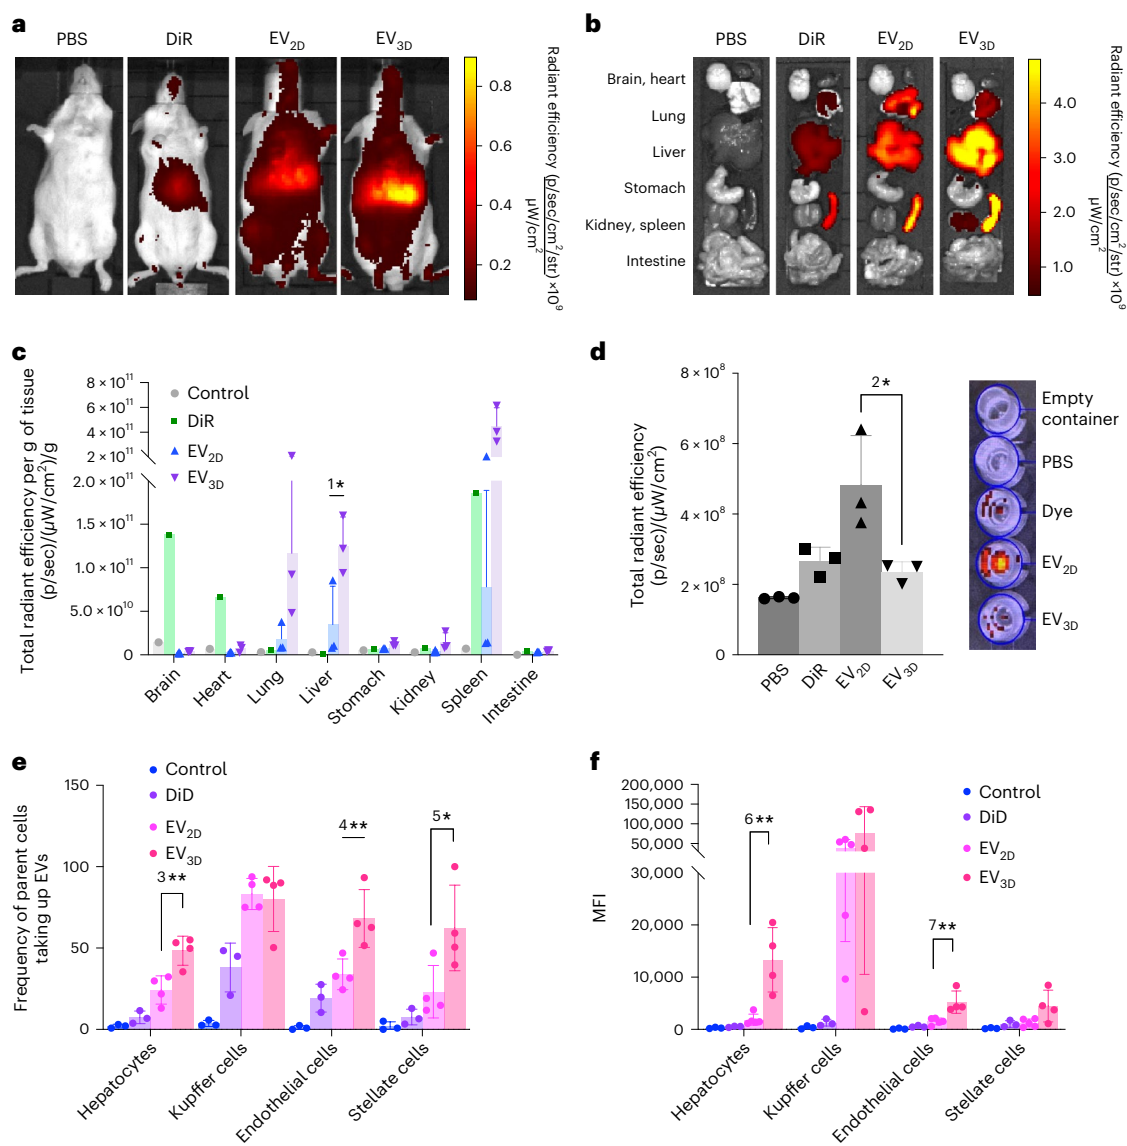 a
PBS
DiR
EV2D
EV3D
0.8
0.6
0.4
0.2
Radiant efficiency (p/sec/cm²/str) ×10⁹
µW/cm²
b
PBS
DiR
EV2D
EV3D
Brain, heart
Lung
Liver
Stomach
Kidney, spleen
Intestine
4.0
3.0
2.0
1.0
Radiant efficiency (p/sec/cm²/str) ×10⁹
µW/cm²
c
Total radiant efficiency per g of tissue
(p/sec)/(µW/cm²)/g
8 × 10¹¹
6 × 10¹¹
4 × 10¹¹
2 × 10¹¹
2.0 × 10¹¹
1.5 × 10¹¹
1.0 × 10¹¹
5.0 × 10¹⁰
0
Control
DiR
EV2D
EV3D
1*
Brain
Heart
Lung
Liver
Stomach
Kidney
Spleen
Intestine
d
Total radiant efficiency
(p/sec)/(µW/cm²)
8 × 10⁸
6 × 10⁸
4 × 10⁸
2 × 10⁸
0
2*
PBS
DiR
EV2D
EV3D
Empty
container
PBS
Dye
EV2D
EV3D
e
Frequency of parent cells
taking up EVs
150
100
50
0
Control
DiD
EV2D
EV3D
3**
4**
5*
Hepatocytes
Kupffer cells
Endothelial cells
Stellate cells
f
MFI
200,000
150,000
100,000
50,000
30,000
20,000
10,000
0
Control
DiD
EV2D
EV3D
6**
7**
Hepatocytes
Kupffer cells
Endothelial cells
Stellate cells